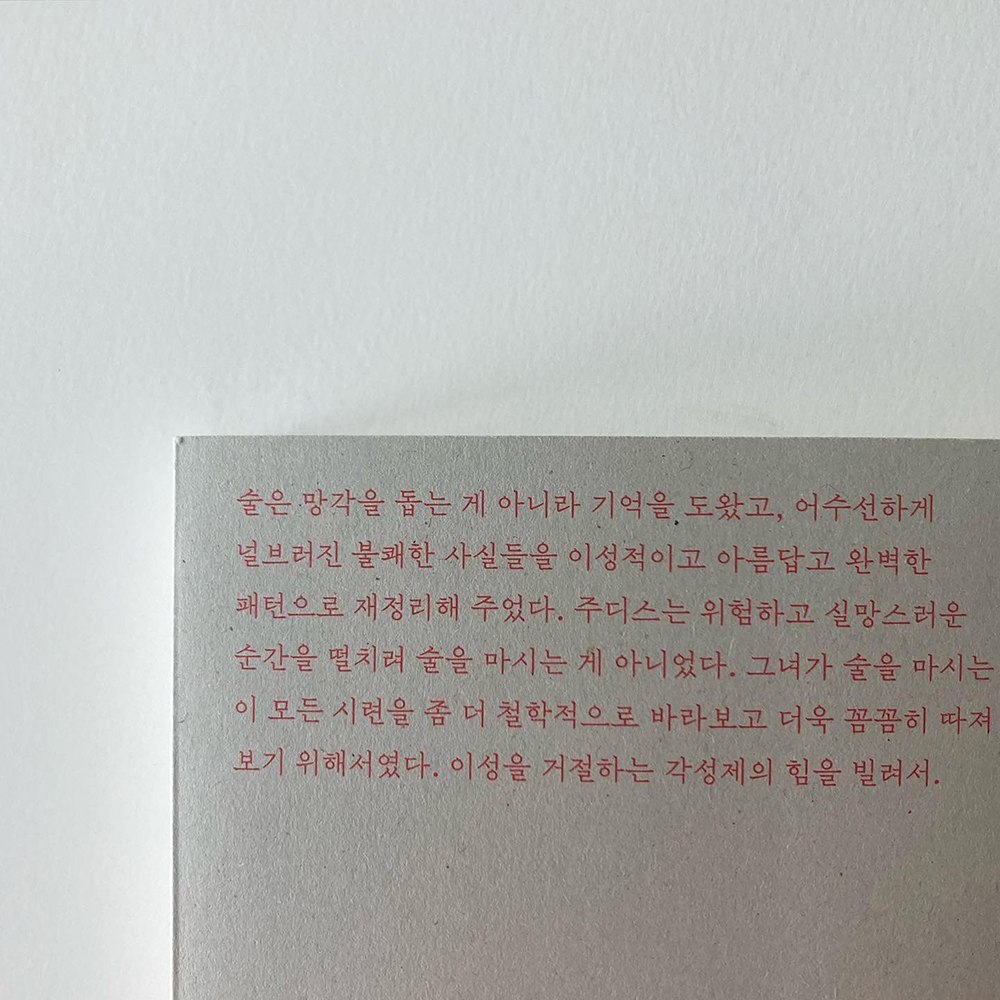 술은 망각을 돕는 게 아니라 기억을 도왔고, 어수선하게
널브러진 불쾌한 사실들을 이성적이고 아름답고 완벽한
패턴으로 재정리해 주었다. 주디스는 위험하고 실망스러운
순간을 떨치려 술을 마시는 게 아니었다. 그녀가 술을 마시는
이 모든 시련을 좀 더 철학적으로 바라보고 더욱 꼼꼼히 따져
보기 위해서였다. 이성을 거절하는 각성제의 힘을 빌려서.